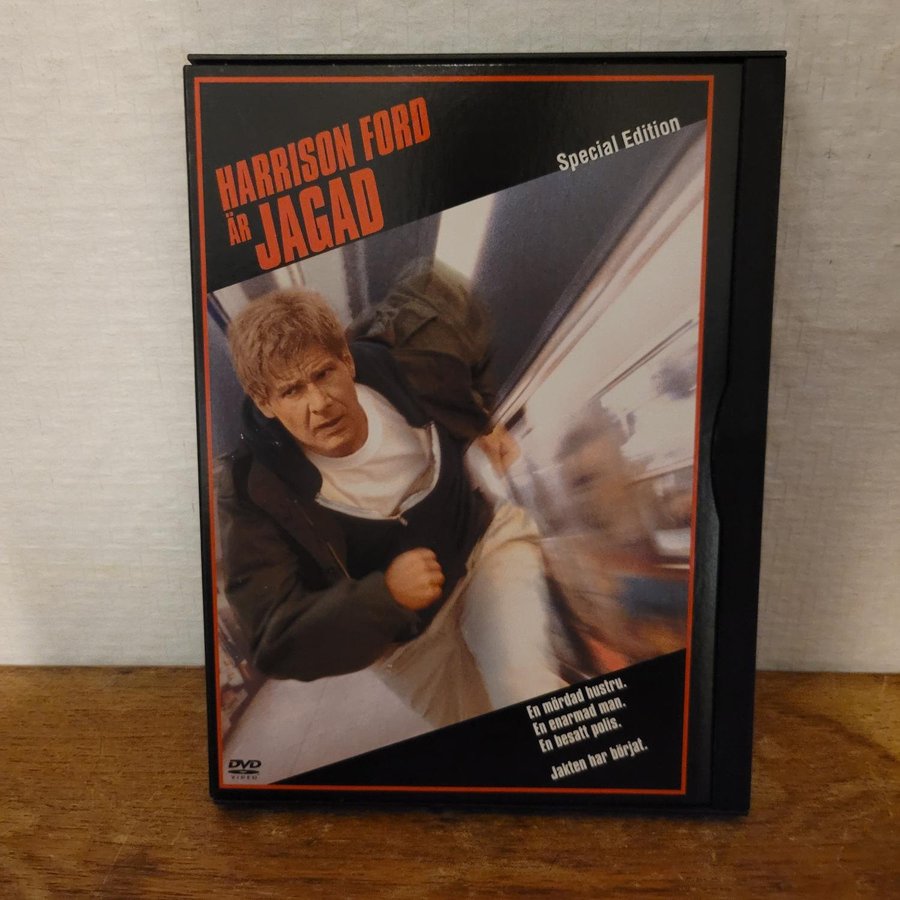 HARRISON FORD
ÄR JAGAD
Special Edition
En mördad hustru.
En enarmad man.
En besatt polis.
Jakten har börjat.
DVD
VIDEO